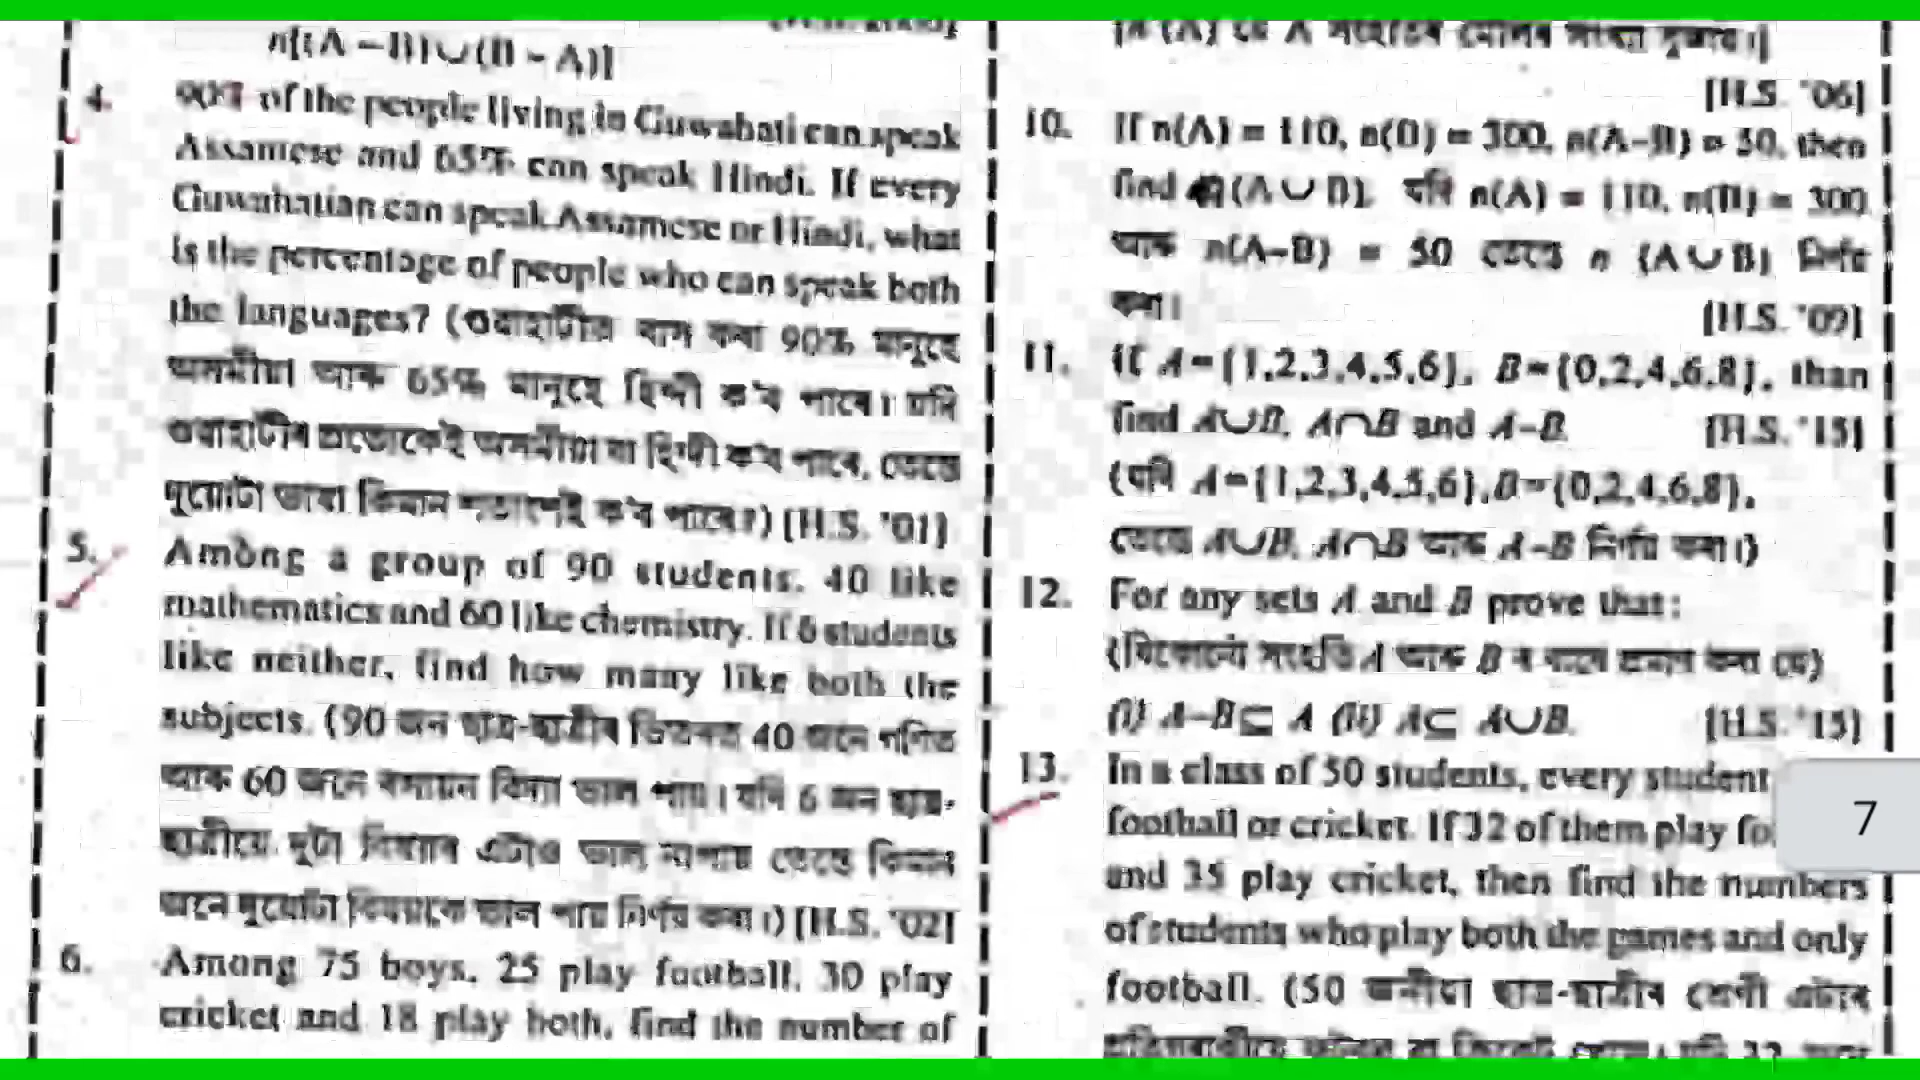 n[(A – B)∪(B – A)]
4. 90% of the people living in Guwahati can speak
Assamese and 65% can speak Hindi. If every
Guwahatian can speak Assamese or Hindi, what
is the percentage of people who can speak both
the languages? (গুৱাহাটীত বাস কৰা 90% মানুহে
অসমীয়া আৰু 65% মানুহে হিন্দী ক'ব পাৰে। যদি
গুৱাহাটীৰ প্ৰত্যেকেই অসমীয়া বা হিন্দী ক'ব পাৰে, তেন্তে
দুয়োটা ভাষা কিমান শতাংশই ক'ব পাৰে?) [H.S. '01]
5. Among a group of 90 students, 40 like
mathematics and 60 like chemistry. If 6 students
like neither, find how many like both the
subjects. (90 জন ছাত্ৰ-ছাত্ৰীৰ ভিতৰত 40 জনে গণিত
আৰু 60 জনে ৰসায়ন বিদ্যা ভাল পায়। যদি 6 জন ছাত্ৰ-
ছাত্ৰীয়ে দুটা বিষয়ৰ এটাও ভাল নাপায় তেন্তে কিমান
জনে দুয়োটা বিষয়কে ভাল পায় নিৰ্ণয় কৰা।) [H.S. '02]
6. Among 75 boys, 25 play football, 30 play
cricket and 18 play both, find the number of
[H.S. '06]
10. If n(A) = 110, n(B) = 300, n(A–B) = 50, then
find n(A∪B). যদি n(A) = 110, n(B) = 300
আৰু n(A–B) = 50 তেন্তে n (A∪B) নিৰ্ণয়
কৰা। [H.S. '09]
11. If A={1,2,3,4,5,6}, B={0,2,4,6,8}, than
find A∪B, A∩B and A–B. [H.S. '15]
(যদি A={1,2,3,4,5,6}, B={0,2,4,6,8},
তেন্তে A∪B, A∩B আৰু A–B নিৰ্ণয় কৰা।)
12. For any sets A and B prove that:
(যিকোনো সংহতি A আৰু B ৰ বাবে প্ৰমাণ কৰা যে)
(i) A–B⊆ A (ii) A⊆ A∪B. [H.S. '15]
13. In a class of 50 students, every student
football or cricket. If 32 of them play
and 35 play cricket, then find the numbers
of students who play both the games and only
football. (50 জনীয়া ছাত্ৰ-ছাত্ৰীৰ শ্ৰেণী এটাৰ
7